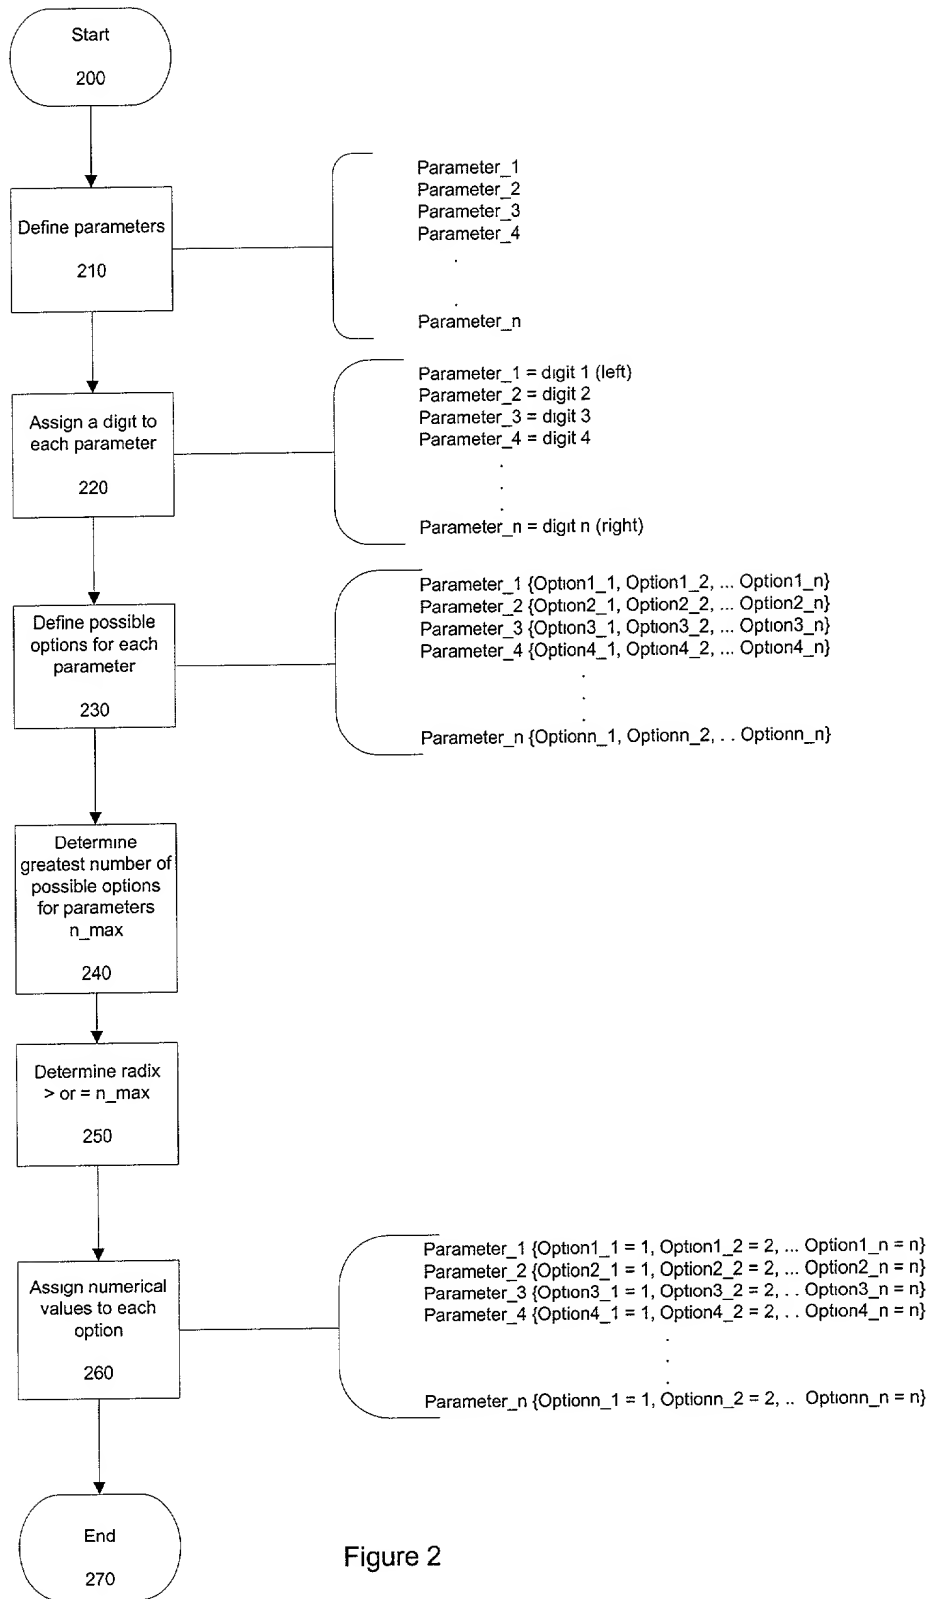 Start
200
Define parameters
210
Parameter_1
Parameter_2
Parameter_3
Parameter_4
.
.
Parameter_n
Assign a digit to
each parameter
220
Parameter_1 = digit 1 (left)
Parameter_2 = digit 2
Parameter_3 = digit 3
Parameter_4 = digit 4
.
.
.
Parameter_n = digit n (right)
Define possible
options for each
parameter
230
Parameter_1 {Option1_1, Option1_2, ... Option1_n}
Parameter_2 {Option2_1, Option2_2, ... Option2_n}
Parameter_3 {Option3_1, Option3_2, ... Option3_n}
Parameter_4 {Option4_1, Option4_2, ... Option4_n}
.
.
.
Parameter_n {Optionn_1, Optionn_2, . . Optionn_n}
Determine
greatest number of
possible options
for parameters
n_max
240
Determine radix
> or = n_max
250
Assign numerical
values to each
option
260
Parameter_1 {Option1_1 = 1, Option1_2 = 2, ... Option1_n = n}
Parameter_2 {Option2_1 = 1, Option2_2 = 2, ... Option2_n = n}
Parameter_3 {Option3_1 = 1, Option3_2 = 2, . . Option3_n = n}
Parameter_4 {Option4_1 = 1, Option4_2 = 2, . . Option4_n = n}
.
.
.
Parameter_n {Optionn_1 = 1, Optionn_2 = 2, .. Optionn_n = n}
End
270
Figure 2